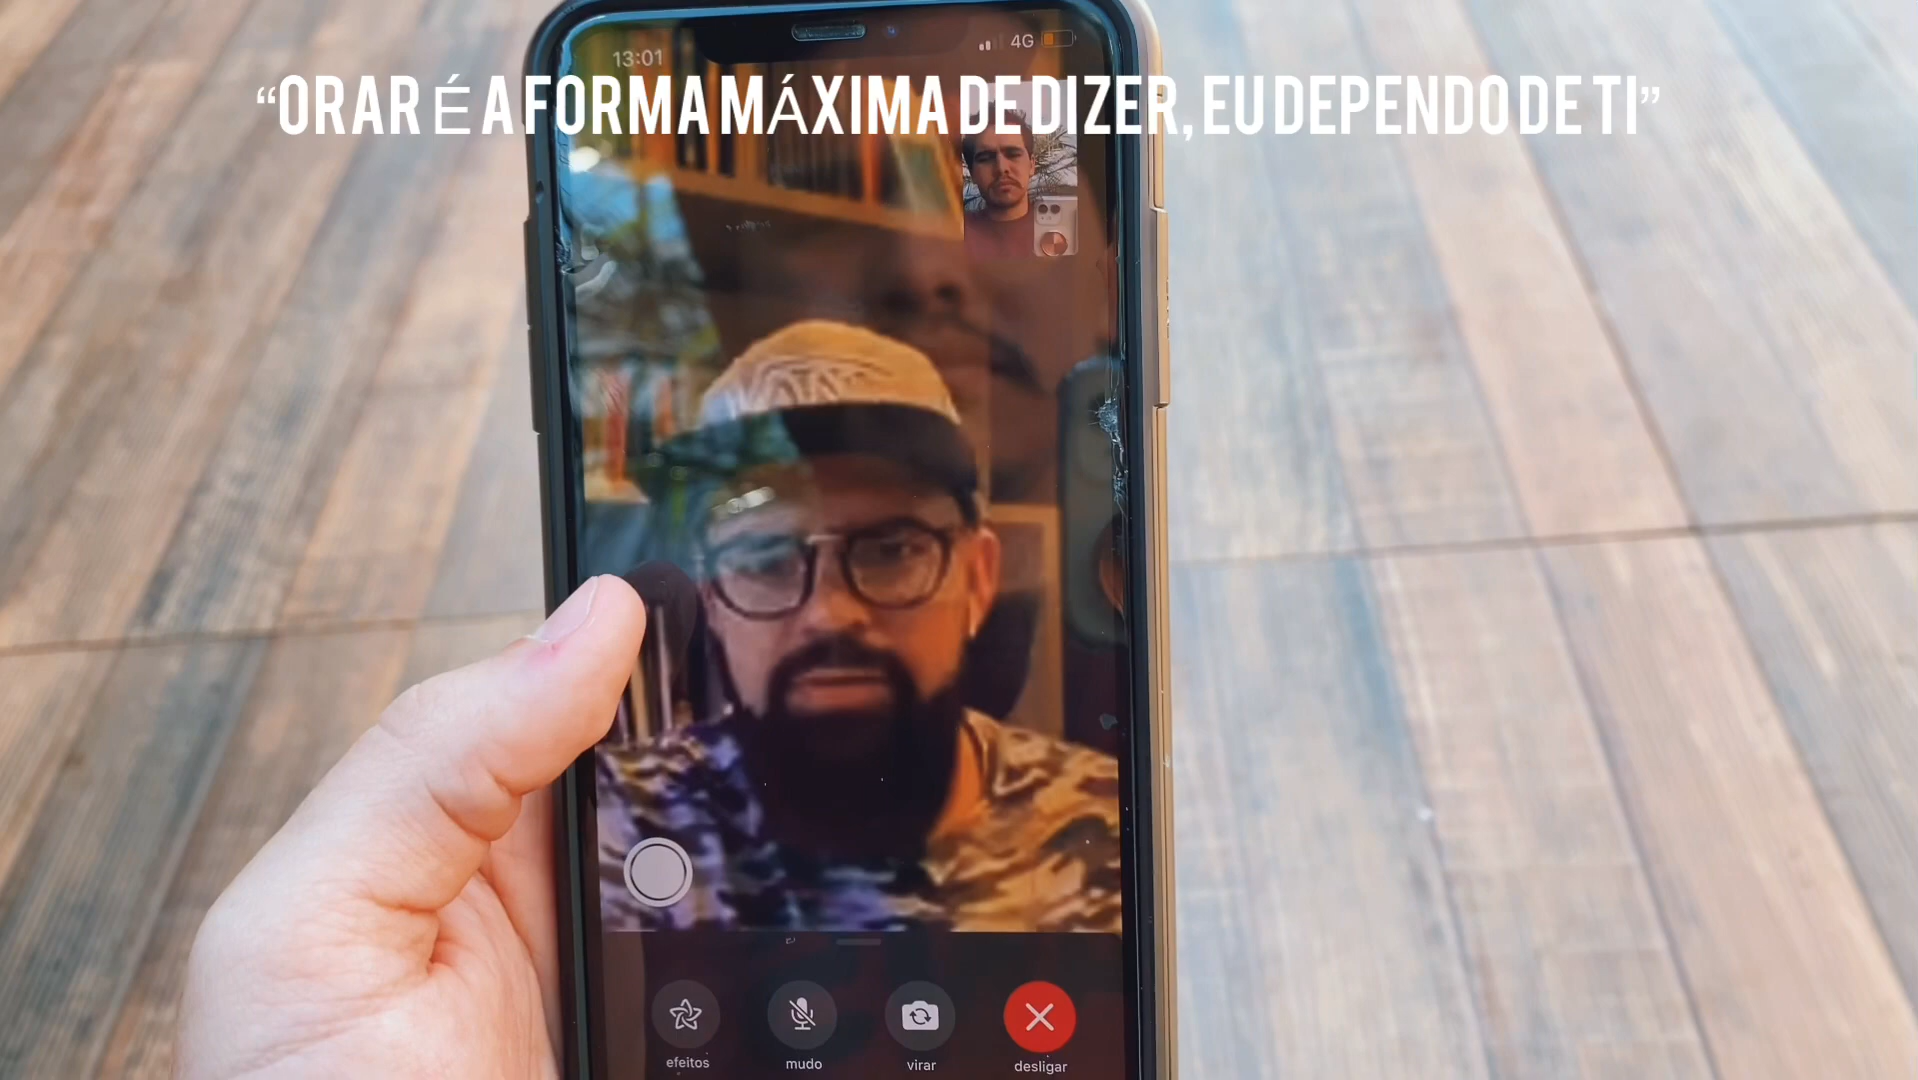 13:01
4G
“ORAR É A FORMA MÁXIMA DE DIZER, EU DEPENDO DE TI”
efeitos
mudo
virar
desligar